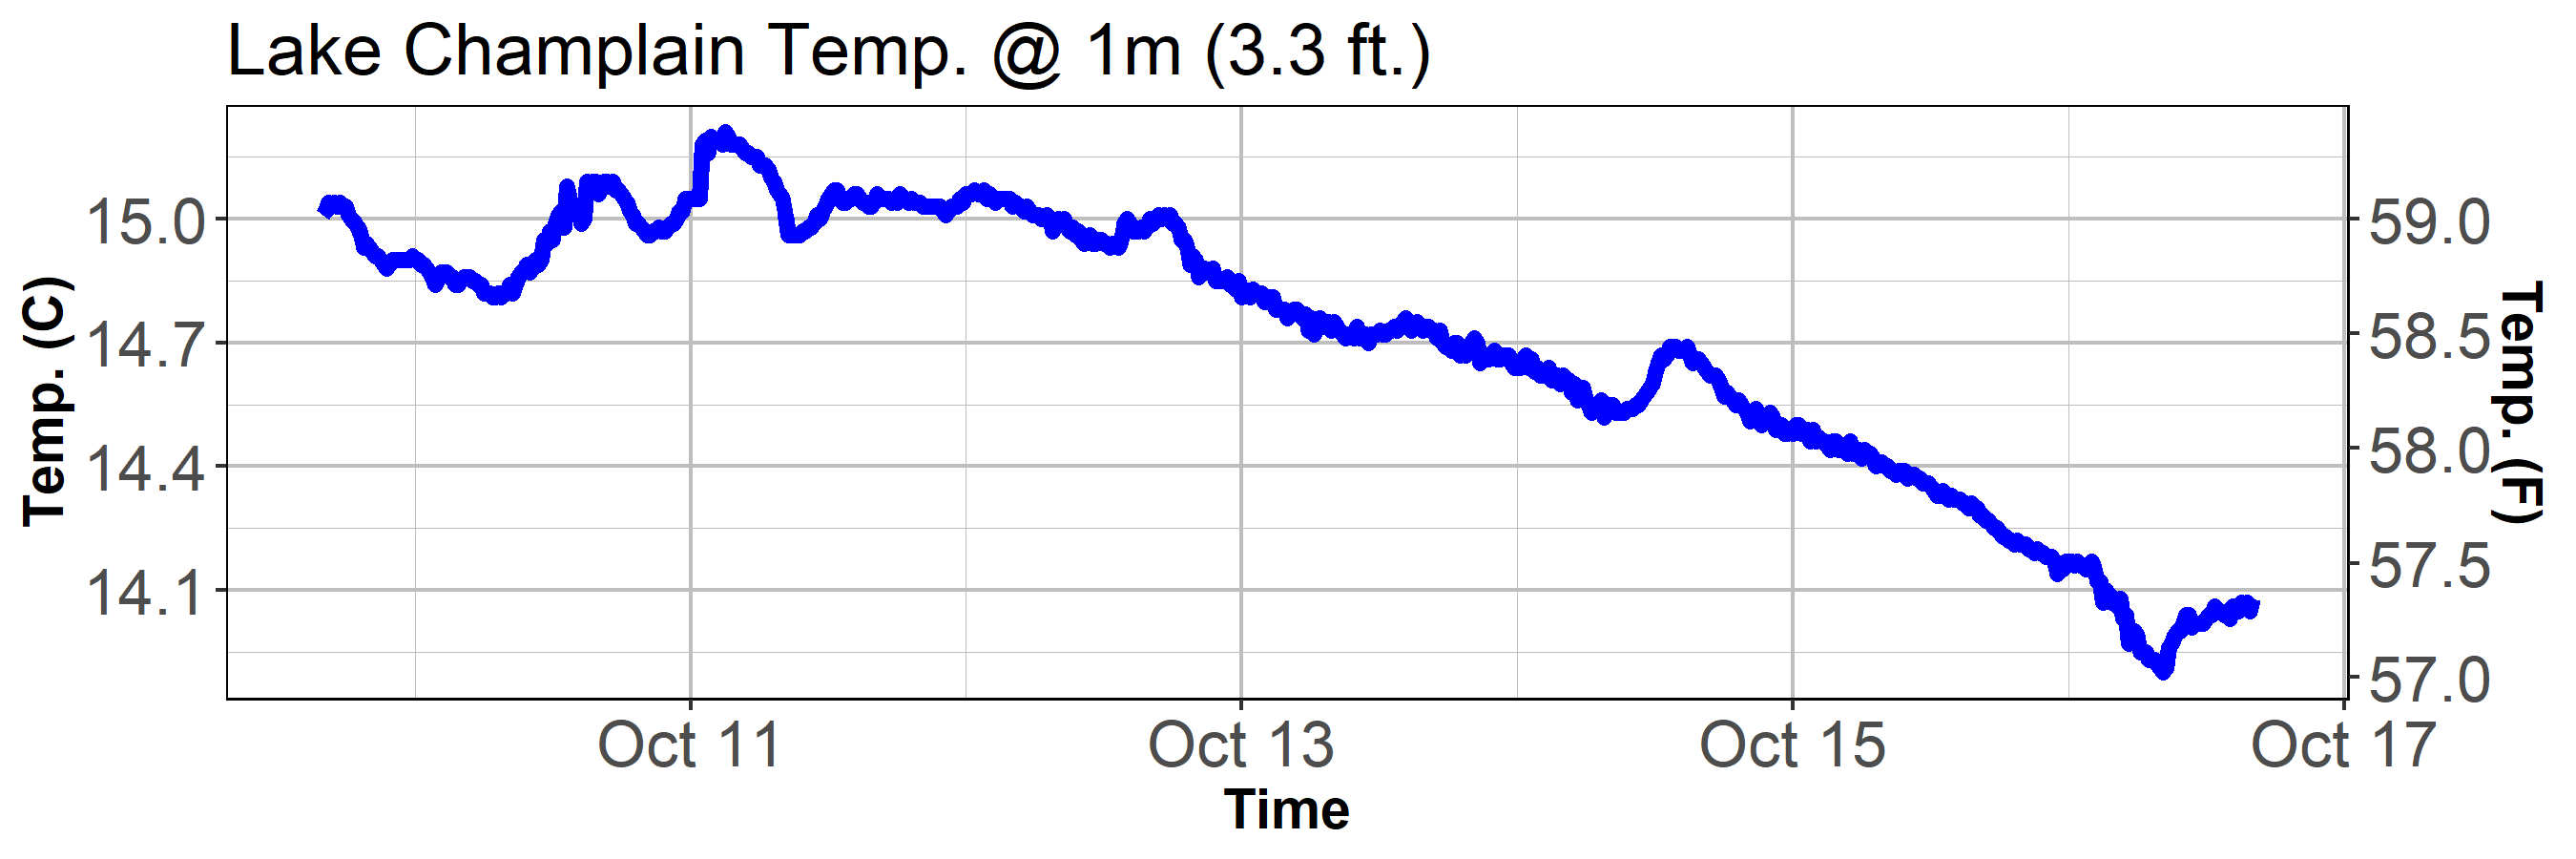 Lake Champlain Temp. @ 1m (3.3 ft.)
Temp. (C)
15.0
14.7
14.4
14.1
59.0
58.5
58.0
57.5
57.0
Temp. (F)
Oct 11
Oct 13
Oct 15
Oct 17
Time